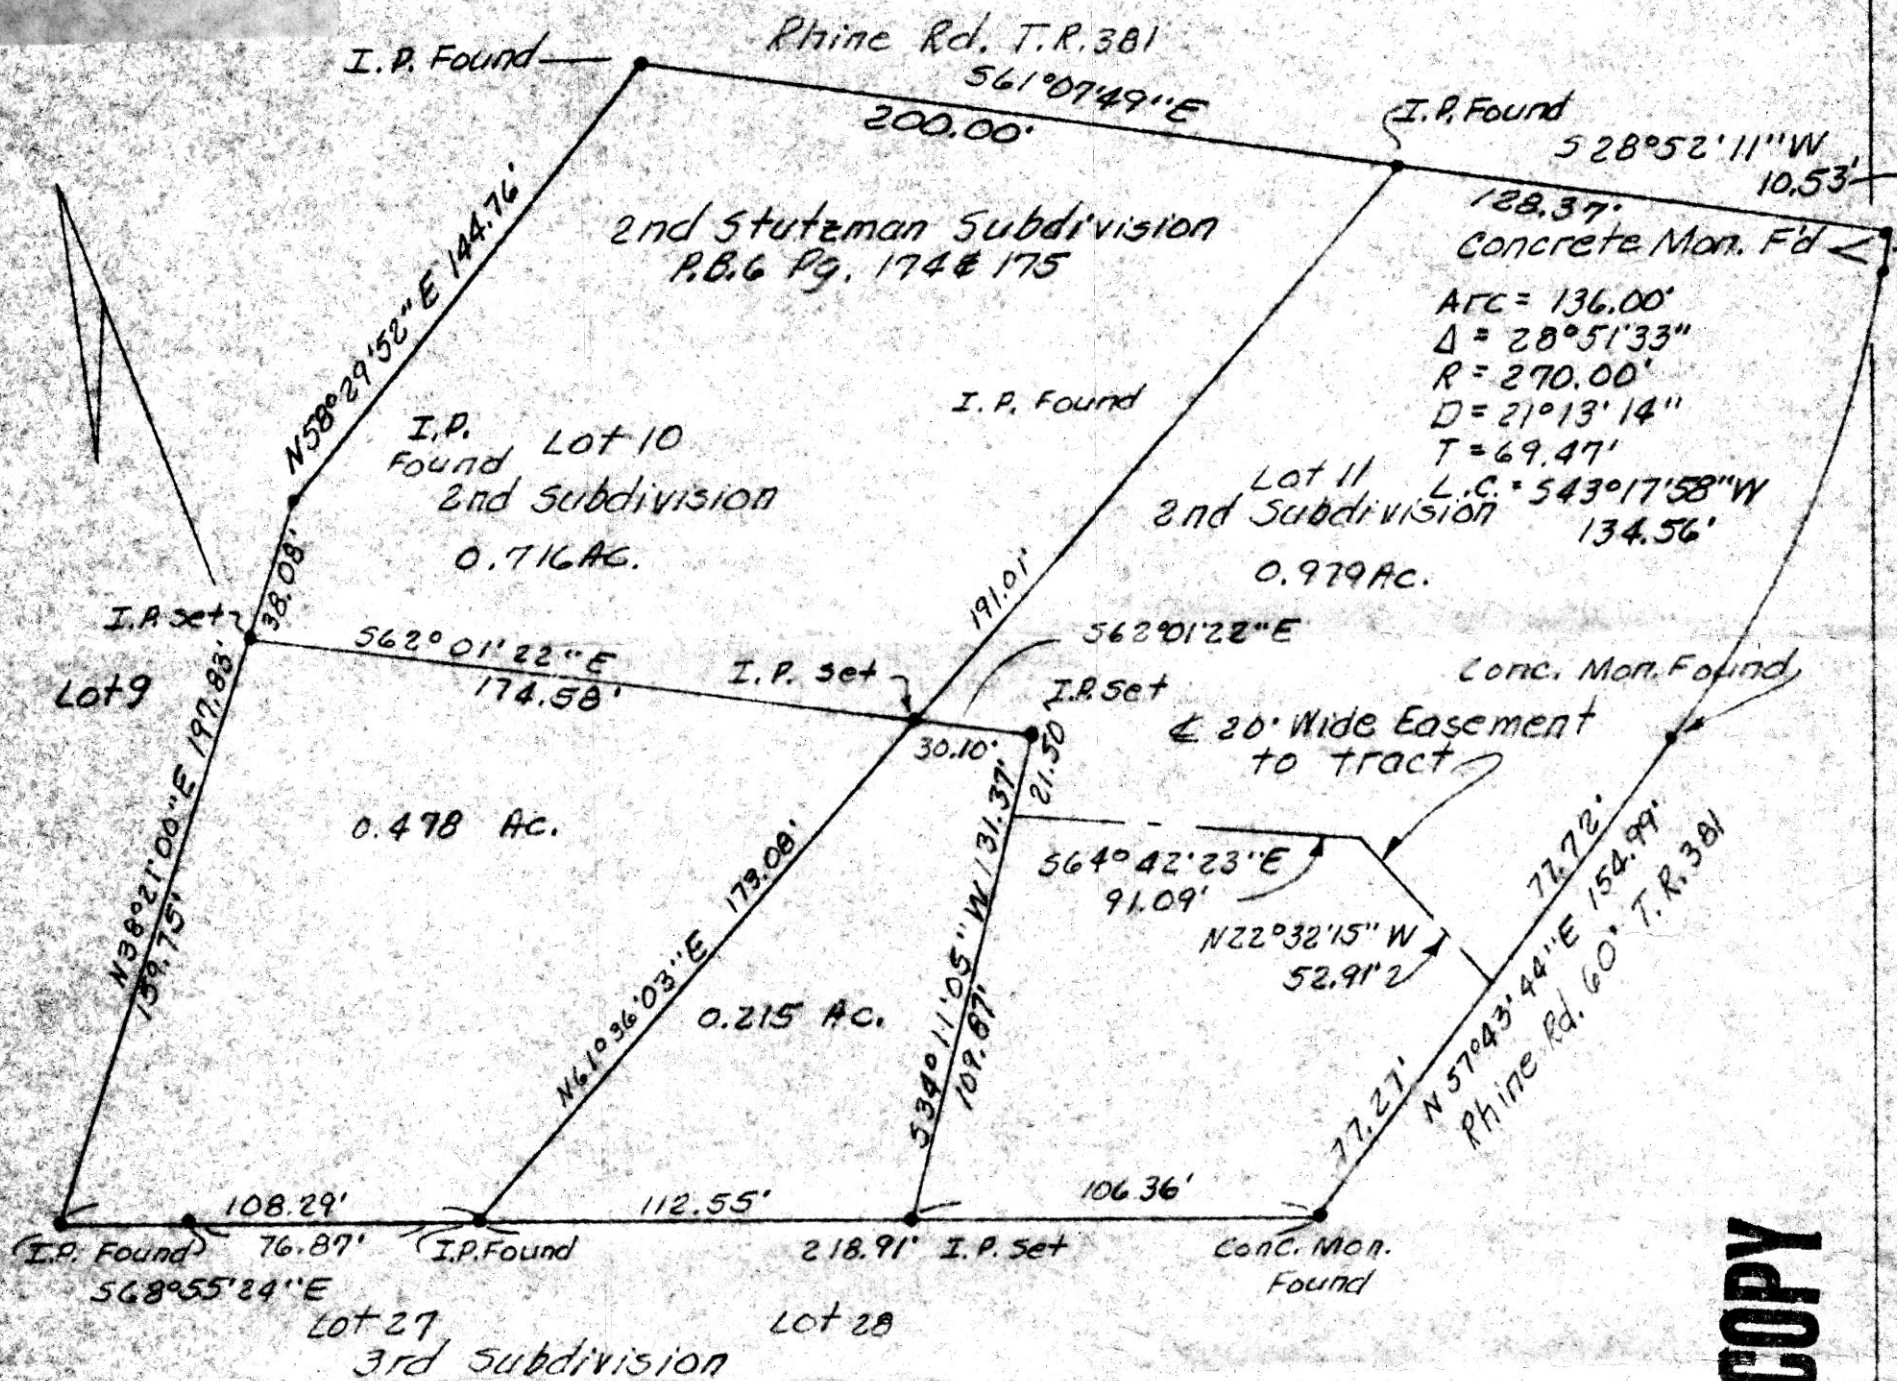 Rhine Rd. T.R.381
I.P. Found
S61°07'49"E
200.00'
I.P. Found
S28°52'11"W
10.53'
128.37'
Concrete Mon. F'd
2nd Stutzman Subdivision
P.B.6 Pg. 174 & 175
N58°29'52"E 144.76'
Arc = 136.00'
Δ = 28°51'33"
R = 270.00'
D = 21°13'14"
T = 69.47'
L.C. = S43°17'58"W
134.56'
I.P. Found
I.P.
Found
Lot 10
2nd Subdivision
0.716 AC.
Lot 11
2nd Subdivision
0.979 Ac.
38.08'
191.01'
I.P. set
S62°01'22"E
174.58'
I.P. set
S62°01'22"E
30.10'
I.P. Set
21.50'
Conc. Mon. Found
℄ 20' Wide Easement
to tract
Lot 9
N38°21'00"E 197.83'
159.75'
0.478 Ac.
173.08'
N61°36'03"E
0.215 Ac.
S34°11'05"W 131.37'
109.87'
S64°42'23"E
91.09'
N22°32'15"W
52.91'
77.72'
N57°43'44"E 154.99'
Rhine Rd. 60' T.R.381
77.27'
108.29'
112.55'
106.36'
I.P. Found
76.87'
I.P. Found
218.91'
I.P. Set
Conc. Mon.
Found
S68°55'24"E
Lot 27
Lot 28
3rd Subdivision
COPY